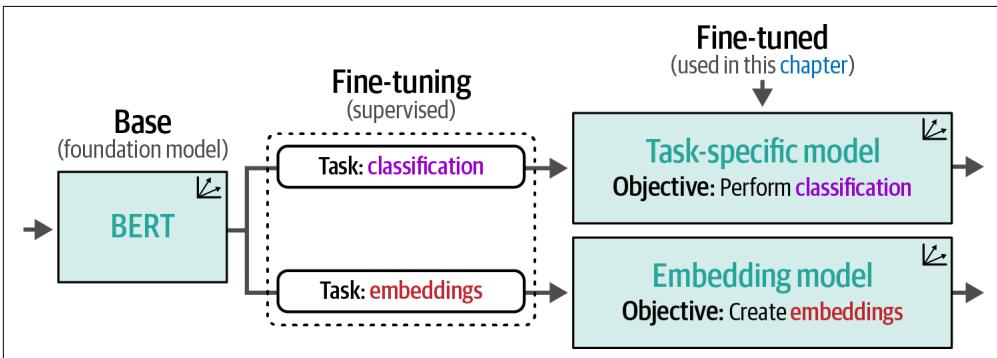 Base
(foundation model)
BERT
Fine-tuning
(supervised)
Task: classification
Task: embeddings
Fine-tuned
(used in this chapter)
Task-specific model
Objective: Perform classification
Embedding model
Objective: Create embeddings